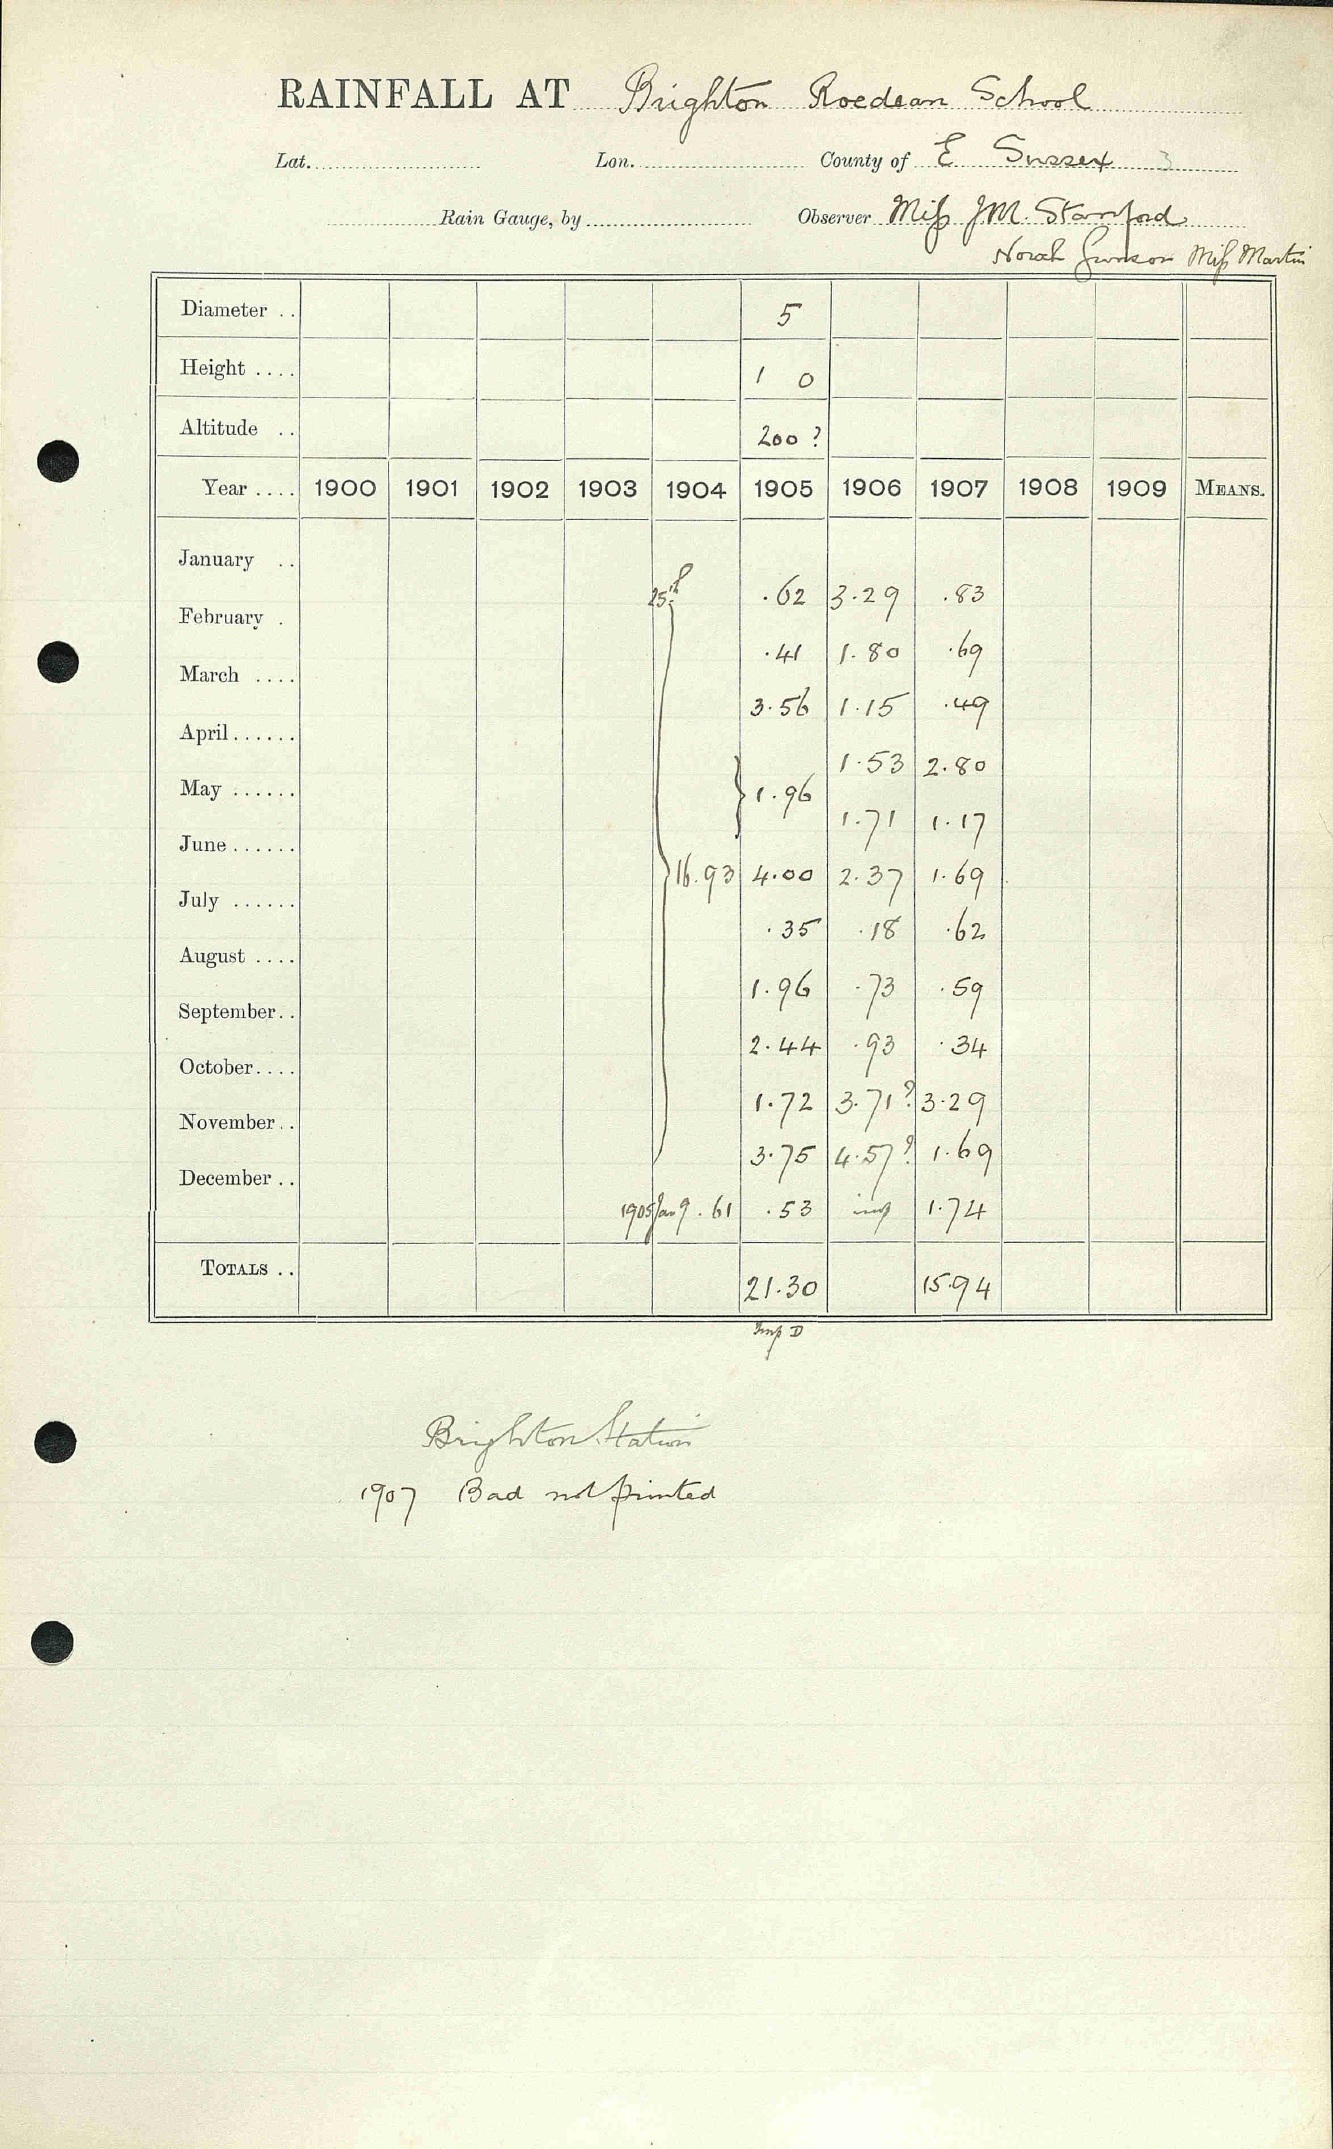 RAINFALL AT Brighton Roedean School
Lat. Lon. County of E Sussex 3
Rain Gauge, by Observer Miss J M. Stanford
Norah Miss Martin
Diameter .. 5
Height .... 1 0
Altitude .. 200 ?
Year .... 1900 1901 1902 1903 1904 1905 1906 1907 1908 1909 MEANS.
January .. 25th .62 3.29 .83
February . .41 1.80 .69
March .... 3.56 1.15 .49
April...... 1.53 2.80
May ...... 1.96 1.71 1.17
June...... 16.93 4.00 2.37 1.69
July ...... .35 .18 .62
August .... 1.96 .73 .59
September.. 2.44 .93 .34
October.... 1.72 3.71? 3.29
November.. 3.75 4.57? 1.69
December .. 1905 Jan 9 .61 .53 imp 1.74
TOTALS .. 21.30 15.94
Imp D
Brighton Station
1907 Bad not printed